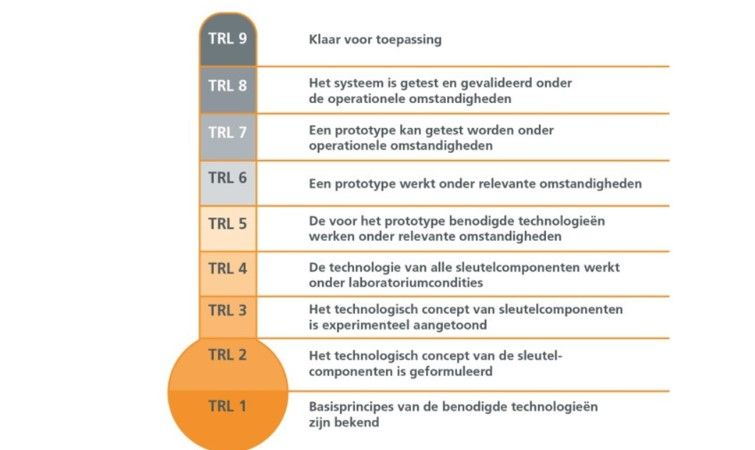 TRL 9
Klaar voor toepassing
TRL 8
Het systeem is getest en gevalideerd onder
de operationele omstandigheden
TRL 7
Een prototype kan getest worden onder
operationele omstandigheden
TRL 6
Een prototype werkt onder relevante omstandigheden
TRL 5
De voor het prototype benodigde technologieën
werken onder relevante omstandigheden
TRL 4
De technologie van alle sleutelcomponenten werkt
onder laboratoriumcondities
TRL 3
Het technologisch concept van sleutelcomponenten
is experimenteel aangetoond
TRL 2
Het technologisch concept van de sleutel-
componenten is geformuleerd
TRL 1
Basisprincipes van de benodigde technologieën
zijn bekend